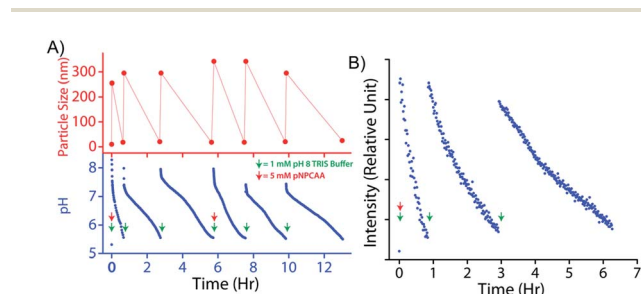 A)
Particle Size (nm)
300
200
100
0
pH
8
7
6
5
= 1 mM pH 8 TRIS Buffer
= 5 mM pNPCAA
0 2 4 6 8 10 12
Time (Hr)
B)
Intensity (Relative Unit)
0 1 2 3 4 5 6 7
Time (Hr)